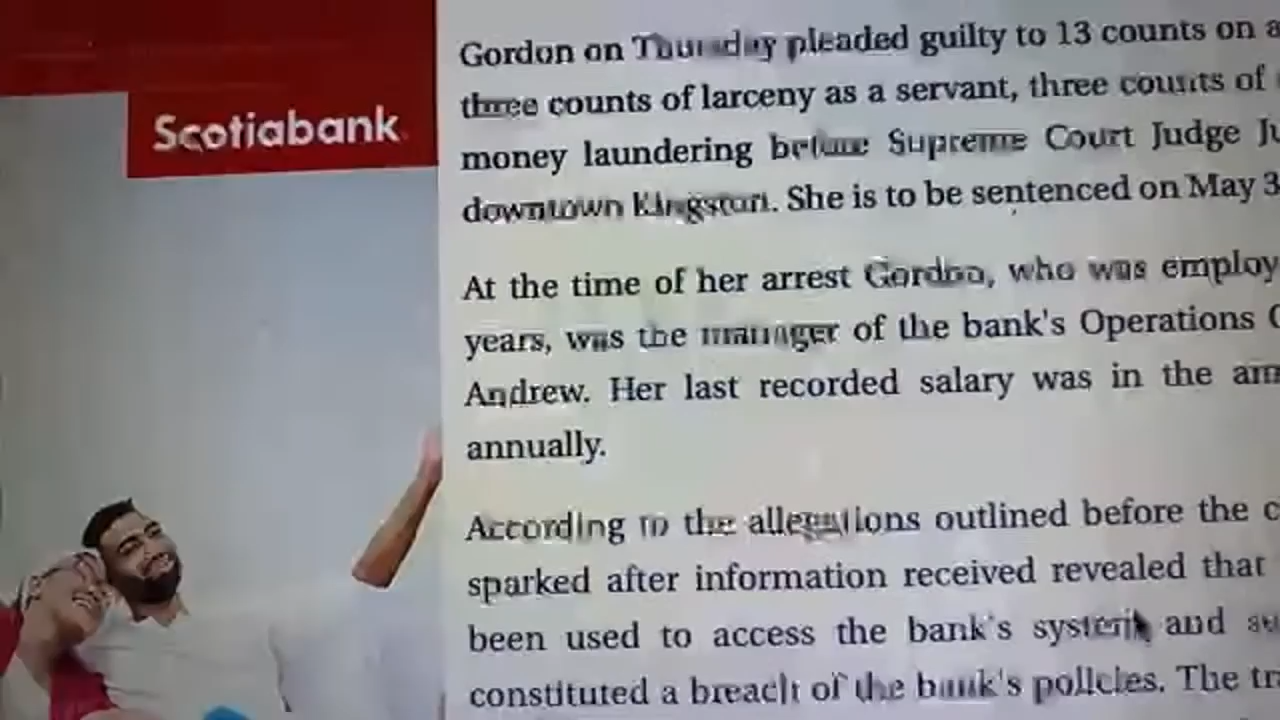 Scotiabank
Gordon on Thursday pleaded guilty to 13 counts on a
three counts of larceny as a servant, three counts of
money laundering before Supreme Court Judge Ju
downtown Kingston. She is to be sentenced on May 3
At the time of her arrest Gordon, who was employ
years, was the manager of the bank's Operations
Andrew. Her last recorded salary was in the am
annually.
According to the allegations outlined before the c
sparked after information received revealed that
been used to access the bank's system and
constituted a breach of the bank's policies. The tr